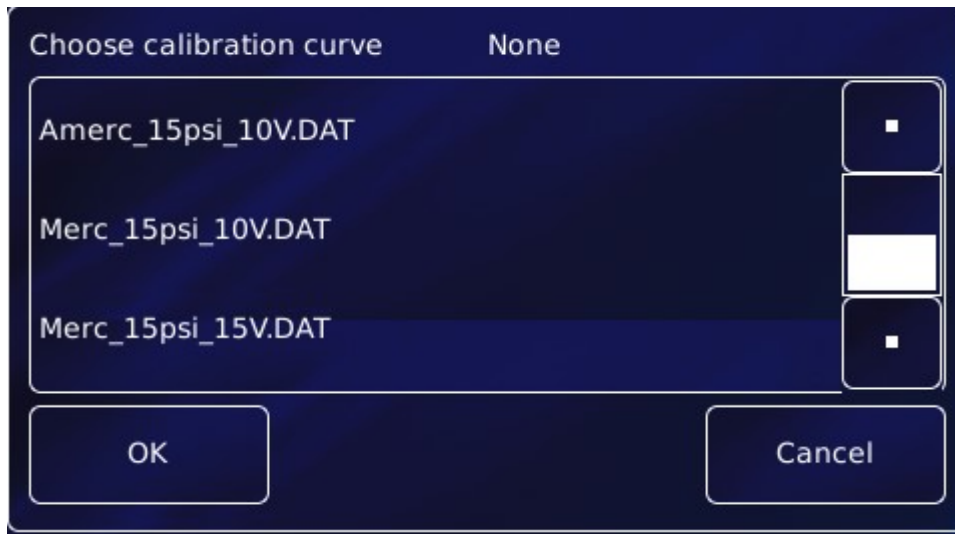 Choose calibration curve None
Amerc_15psi_10V.DAT
Merc_15psi_10V.DAT
Merc_15psi_15V.DAT
OK Cancel